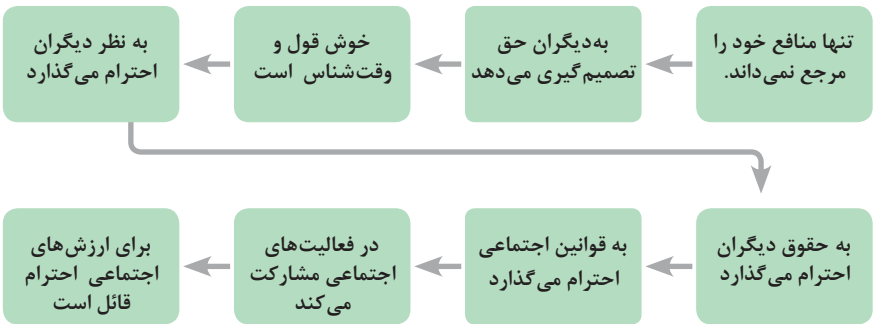 تنها منافع خود را
مرجع نمی‌داند.
به‌دیگران حق
تصمیم‌گیری می‌دهد
خوش قول و
وقت‌شناس است
به نظر دیگران
احترام می‌گذارد
به حقوق دیگران
احترام می‌گذارد
به قوانین اجتماعی
احترام می‌گذارد
در فعالیت‌های
اجتماعی مشارکت
می‌کند
برای ارزش‌های
اجتماعی احترام
قائل است